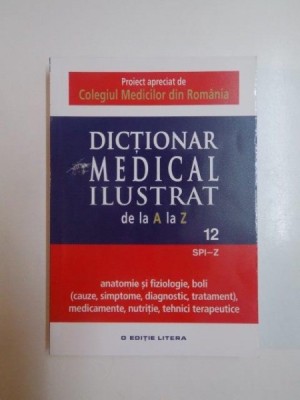 Proiect apreciat de
Colegiul Medicilor din România
DICȚIONAR
MEDICAL
ILUSTRAT
de la A la Z
12
SPI-Z
anatomie și fiziologie, boli
(cauze, simptome, diagnostic, tratament),
medicamente, nutriție, tehnici terapeutice
O EDIȚIE LITERA